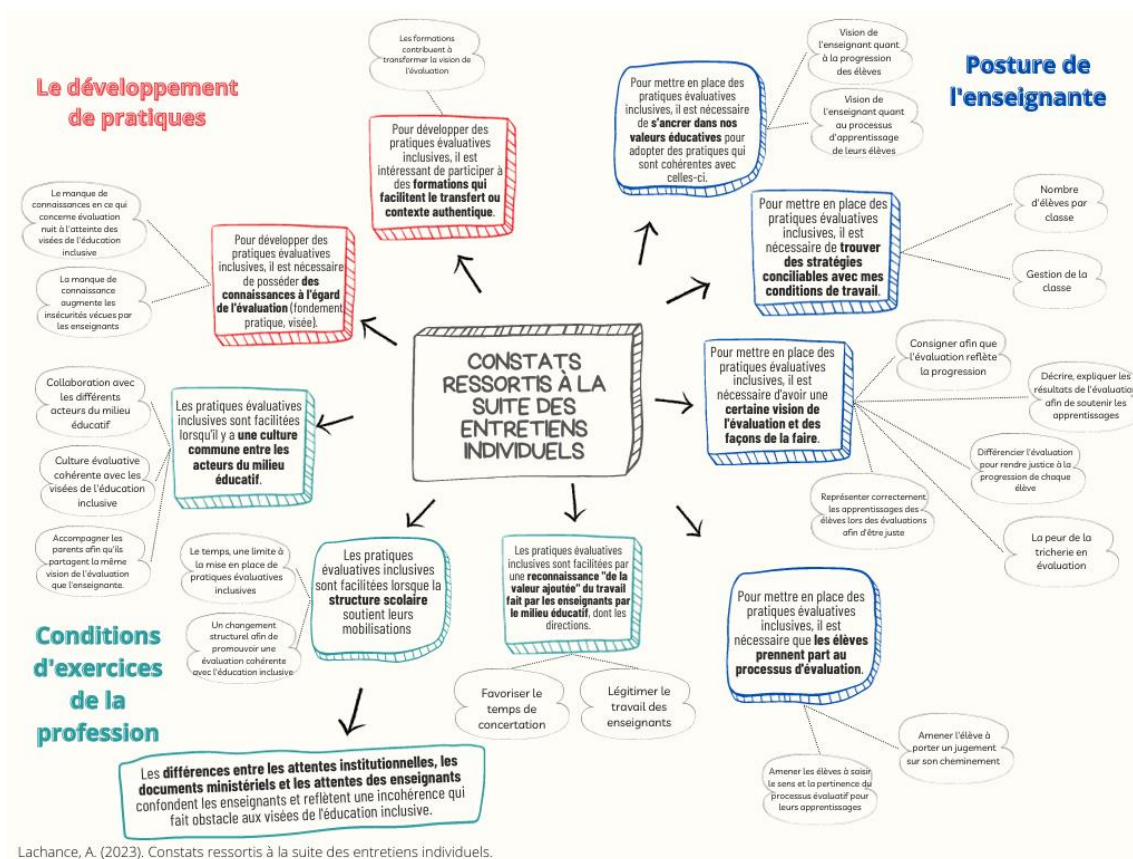 Le développement
de pratiques
Les formations
contribuent à
transformer la vision de
l'évaluation
Pour développer des
pratiques évaluatives
inclusives, il est
intéressant de participer à
des formations qui
facilitent le transfert ou
contexte authentique.
Le manque de
connaissances en ce qui
concerne évaluation
nuit à l'atteinte des
visées de l'éducation
inclusive
La manque de
connaissance
augmente les
insécurités vécues par
les enseignants
Pour développer des
pratiques évaluatives
inclusives, il est nécessaire
de posséder des
connaissances à l'égard
de l'évaluation (fondement,
pratique, visée).
Posture de
l'enseignante
Vision de
l'enseignant quant
à la progression
des élèves
Vision de
l'enseignant quant
au processus
d'apprentissage
de leurs élèves
Pour mettre en place des
pratiques évaluatives
inclusives, il est nécessaire
de s'ancrer dans nos
valeurs éducatives pour
adopter des pratiques qui
sont cohérentes avec
celles-ci.
Pour mettre en place des
pratiques évaluatives
inclusives, il est
nécessaire de trouver
des stratégies
conciliables avec mes
conditions de travail.
Nombre
d'élèves par
classe
Gestion de la
classe
CONSTATS
RESSORTIS À LA
SUITE DES
ENTRETIENS
INDIVIDUELS
Pour mettre en place des
pratiques évaluatives
inclusives, il est
nécessaire d'avoir une
certaine vision de
l'évaluation et des
façons de la faire.
Consigner afin que
l'évaluation reflète
la progression
Décrire, expliquer les
résultats de l'évaluation
afin de soutenir les
apprentissages
Différencier l'évaluation
pour rendre justice à la
progression de chaque
élève
La peur de la
tricherie en
évaluation
Représenter correctement
les apprentissages des
élèves lors des évaluations
afin d'être juste
Collaboration avec
les différents
acteurs du milieu
éducatif
Culture évaluative
cohérente avec les
visées de l'éducation
inclusive
Accompagner les
parents afin qu'ils
partagent la même
vision de l'évaluation
que l'enseignante.
Les pratiques évaluatives
inclusives sont facilitées
lorsqu'il y a une culture
commune entre les
acteurs du milieu
éducatif.
Le temps, une limite à
la mise en place de
pratiques évaluatives
inclusives
Un changement
structurel afin de
promouvoir une
évaluation cohérente
avec l'éducation inclusive
Les pratiques
évaluatives inclusives
sont facilitées lorsque la
structure scolaire
soutient leurs
mobilisations
Les pratiques évaluatives
inclusives sont facilitées par
une reconnaissance "de la
valeur ajoutée" du travail
fait par les enseignants par
le milieu éducatif, dont les
directions.
Favoriser le
temps de
concertation
Légitimer le
travail des
enseignants
Pour mettre en place des
pratiques évaluatives
inclusives, il est
nécessaire que les élèves
prennent part au
processus d'évaluation.
Amener l'élève à
porter un jugement
sur son cheminement
Amener les élèves à saisir
le sens et la pertinence du
processus évaluatif pour
leurs apprentissages
Conditions
d'exercices
de la
profession
Les différences entre les attentes institutionnelles, les
documents ministériels et les attentes des enseignants
confondent les enseignants et reflètent une incohérence qui
fait obstacle aux visées de l'éducation inclusive.
Lachance, A. (2023). Constats ressortis à la suite des entretiens individuels.